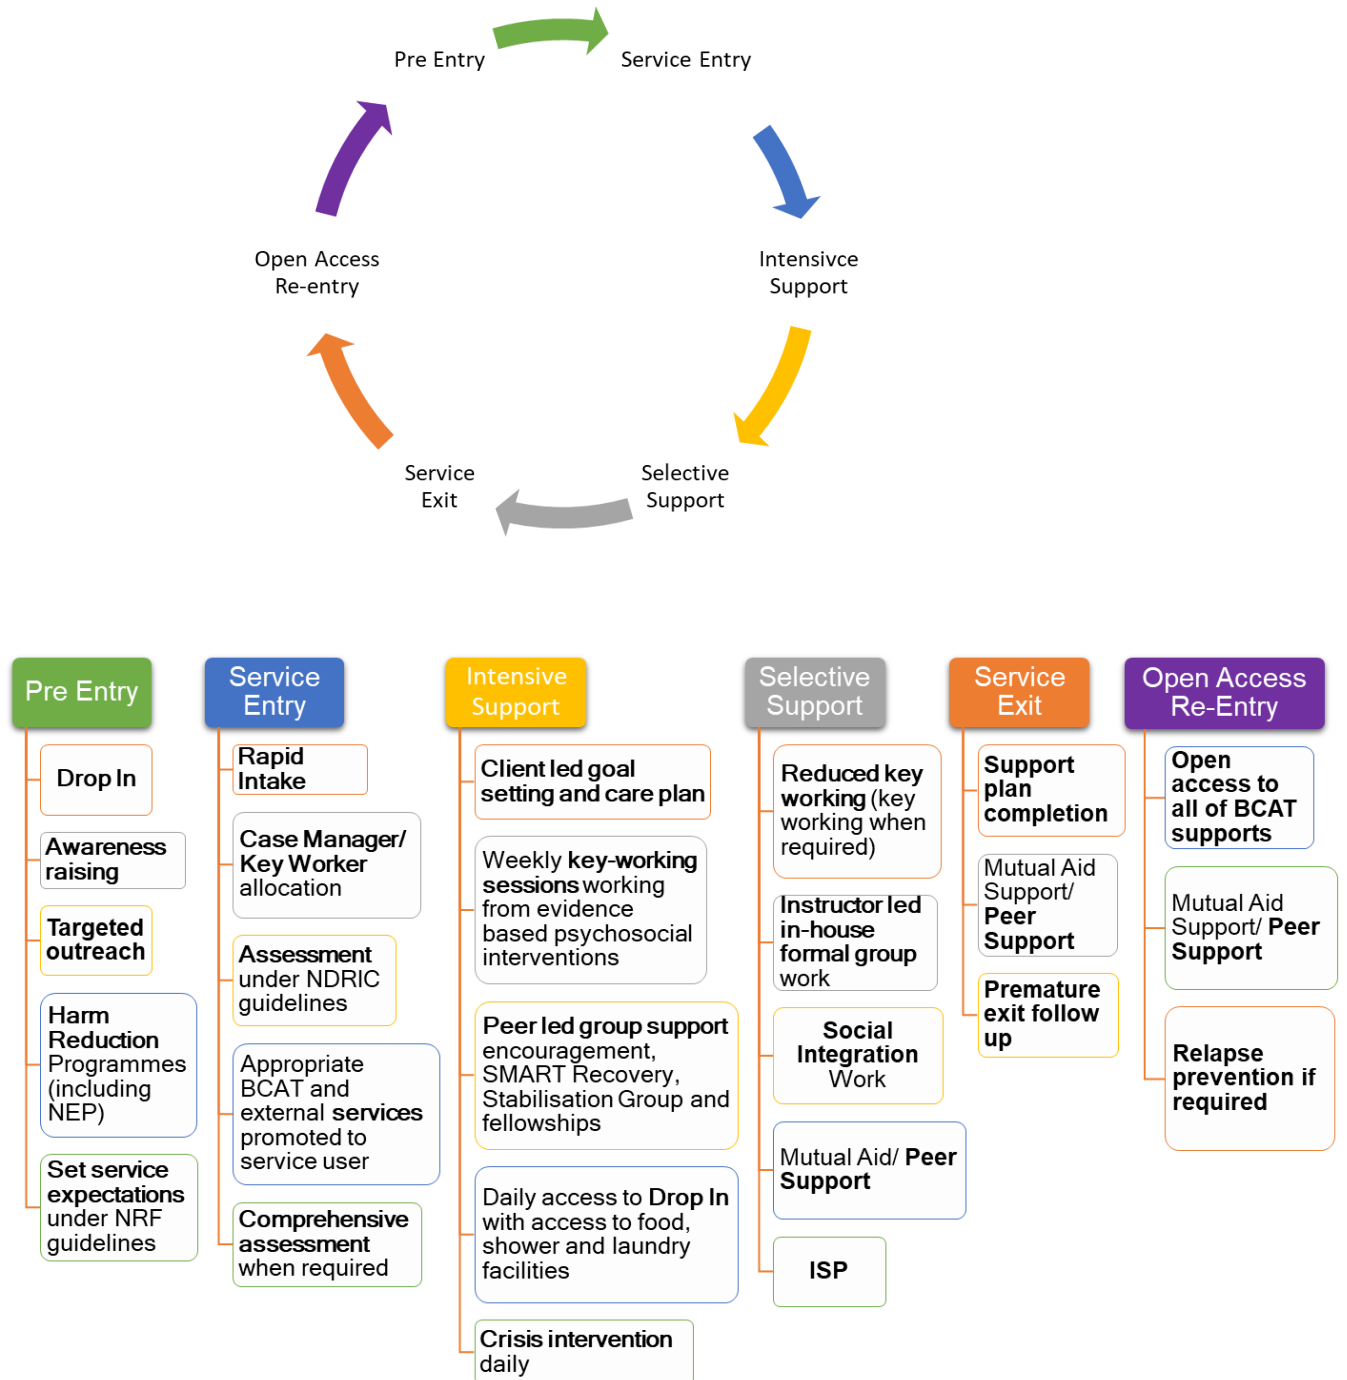 Pre Entry
Service Entry
Intensivce
Support
Selective
Support
Service
Exit
Open Access
Re-entry
Pre Entry
Drop In
Awareness
raising
Targeted
outreach
Harm
Reduction
Programmes
(including
NEP)
Set service
expectations
under NRF
guidelines
Service
Entry
Rapid
Intake
Case Manager/
Key Worker
allocation
Assessment
under NDRIC
guidelines
Appropriate
BCAT and
external services
promoted to
service user
Comprehensive
assessment
when required
Intensive
Support
Client led goal
setting and care plan
Weekly key-working
sessions working
from evidence
based psychosocial
interventions
Peer led group support
encouragement,
SMART Recovery,
Stabilisation Group and
fellowships
Daily access to Drop In
with access to food,
shower and laundry
facilities
Crisis intervention
daily
Selective
Support
Reduced key
working (key
working when
required)
Instructor led
in-house
formal group
work
Social
Integration
Work
Mutual Aid/ Peer
Support
ISP
Service
Exit
Support
plan
completion
Mutual Aid
Support/
Peer
Support
Premature
exit follow
up
Open Access
Re-Entry
Open
access to
all of BCAT
supports
Mutual Aid
Support/ Peer
Support
Relapse
prevention if
required